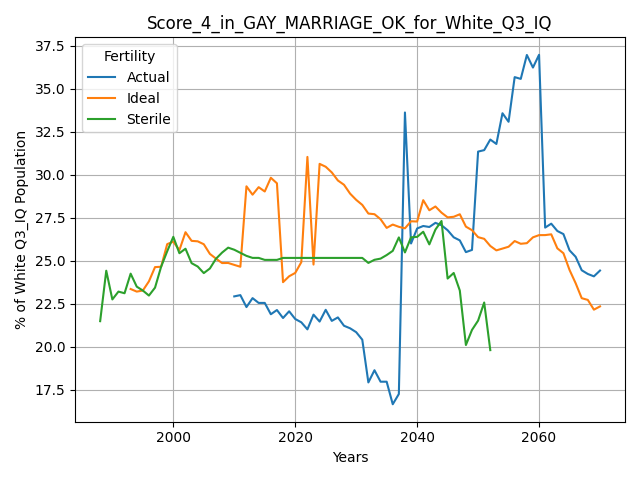 Score_4_in_GAY_MARRIAGE_OK_for_White_Q3_IQ
Fertility
Actual
Ideal
Sterile
% of White Q3_IQ Population
37.5
35.0
32.5
30.0
27.5
25.0
22.5
20.0
17.5
2000 2020 2040 2060
Years